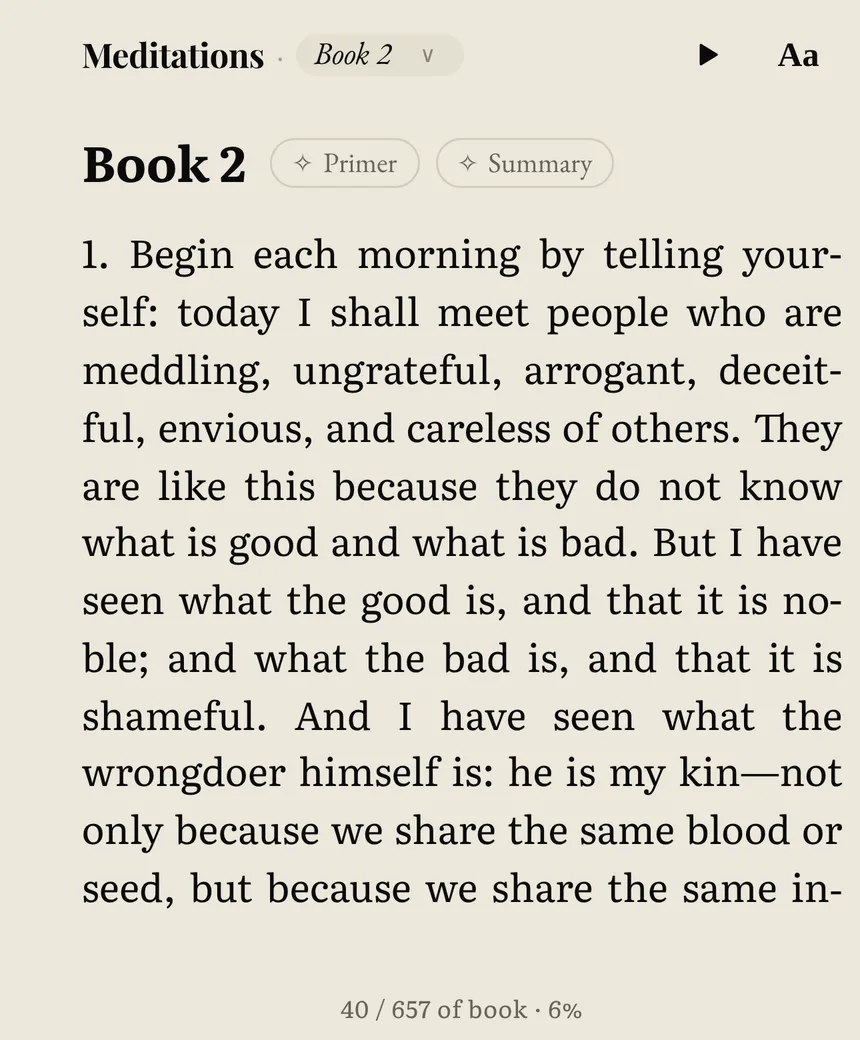 Meditations · Book 2 ∨ ▶ Aa
Book 2 ✧ Primer ✧ Summary
1. Begin each morning by telling your-
self: today I shall meet people who are
meddling, ungrateful, arrogant, deceit-
ful, envious, and careless of others. They
are like this because they do not know
what is good and what is bad. But I have
seen what the good is, and that it is no-
ble; and what the bad is, and that it is
shameful. And I have seen what the
wrongdoer himself is: he is my kin—not
only because we share the same blood or
seed, but because we share the same in-
40 / 657 of book · 6%